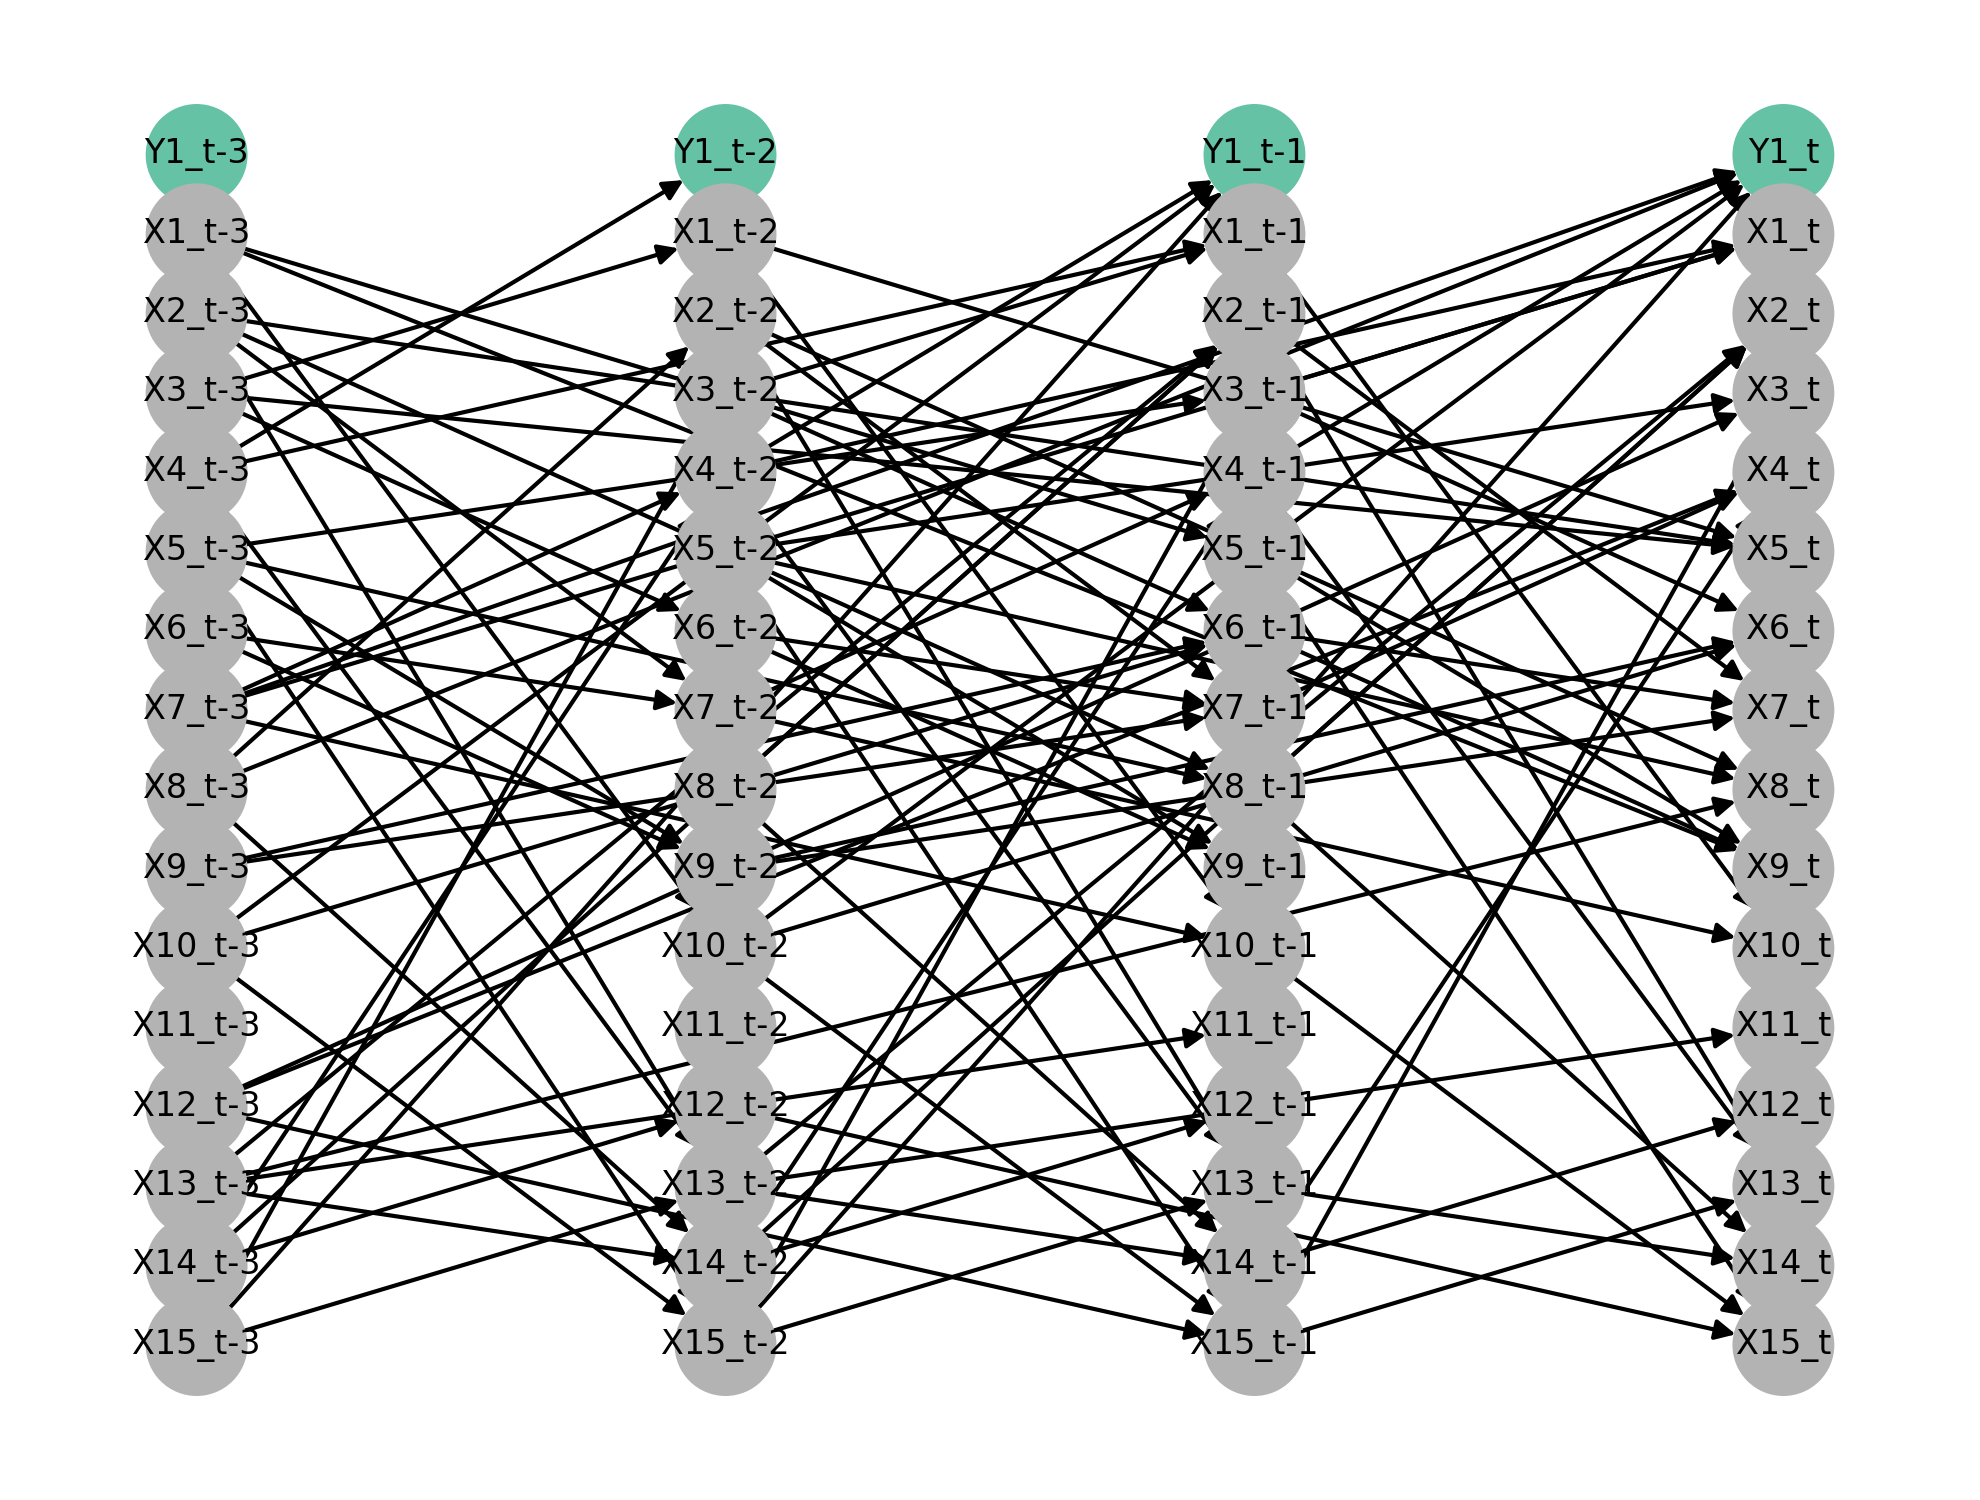 Y1_t-3 Y1_t-2 Y1_t-1 Y1_t
X1_t-3 X1_t-2 X1_t-1 X1_t
X2_t-3 X2_t-2 X2_t-1 X2_t
X3_t-3 X3_t-2 X3_t-1 X3_t
X4_t-3 X4_t-2 X4_t-1 X4_t
X5_t-3 X5_t-2 X5_t-1 X5_t
X6_t-3 X6_t-2 X6_t-1 X6_t
X7_t-3 X7_t-2 X7_t-1 X7_t
X8_t-3 X8_t-2 X8_t-1 X8_t
X9_t-3 X9_t-2 X9_t-1 X9_t
X10_t-3 X10_t-2 X10_t-1 X10_t
X11_t-3 X11_t-2 X11_t-1 X11_t
X12_t-3 X12_t-2 X12_t-1 X12_t
X13_t-3 X13_t-2 X13_t-1 X13_t
X14_t-3 X14_t-2 X14_t-1 X14_t
X15_t-3 X15_t-2 X15_t-1 X15_t